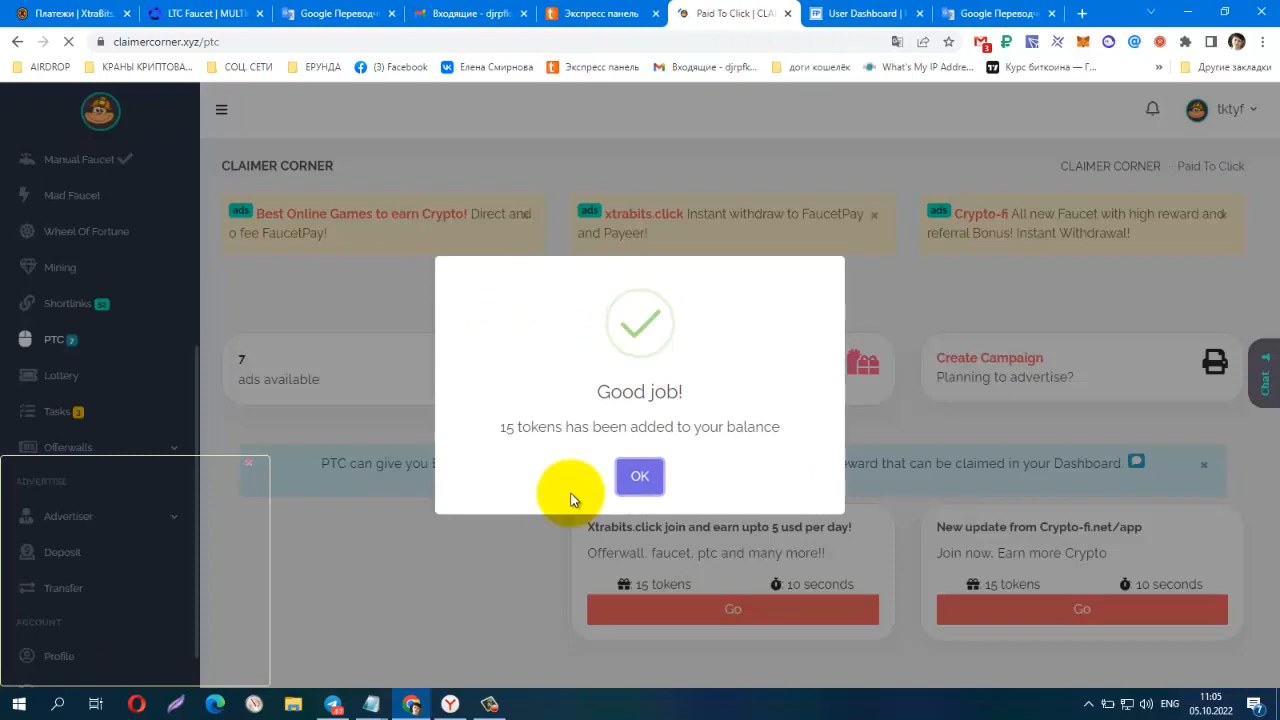 Платежи | XtraBits.
LTC Faucet | MULTI
Google Переводч
Входящие - djrpfk
Экспресс панель
Paid To Click | CLAI
User Dashboard |
Google Переводч
claimercorner.xyz/ptc
3
AIRDROP
КРАНЫ КРИПТОВА...
СОЦ. СЕТИ
ЕРУНДА
(3) Facebook
Елена Смирнова
Экспресс панель
Входящие - djrpfk...
доги кошелёк
What's My IP Addre...
Курс биткоина — Г...
»
Другие закладки
tktyf
Manual Faucet
Mad Faucet
Wheel Of Fortune
Mining
Shortlinks
PTC 7
Lottery
Tasks 3
Offerwalls
ADVERTISE
Advertiser
Deposit
Transfer
ACCOUNT
Profile
CLAIMER CORNER
CLAIMER CORNER - Paid To Click
ads Best Online Games to earn Crypto! Direct and
0 fee FaucetPay!
ads xtrabits.click Instant withdraw to FaucetPay
and Payeer!
ads Crypto-fi All new Faucet with high reward and
referral Bonus! Instant Withdrawal!
7
ads available
Create Campaign
Planning to advertise?
Chat
Good job!
15 tokens has been added to your balance
OK
PTC can give you
reward that can be claimed in your Dashboard.
Xtrabits.click join and earn upto 5 usd per day!
Offerwall, faucet, ptc and many more!!
15 tokens
10 seconds
Go
New update from Crypto-fi.net/app
Join now, Earn more Crypto
15 tokens
10 seconds
Go
67
ENG
11:05
05.10.2022
7